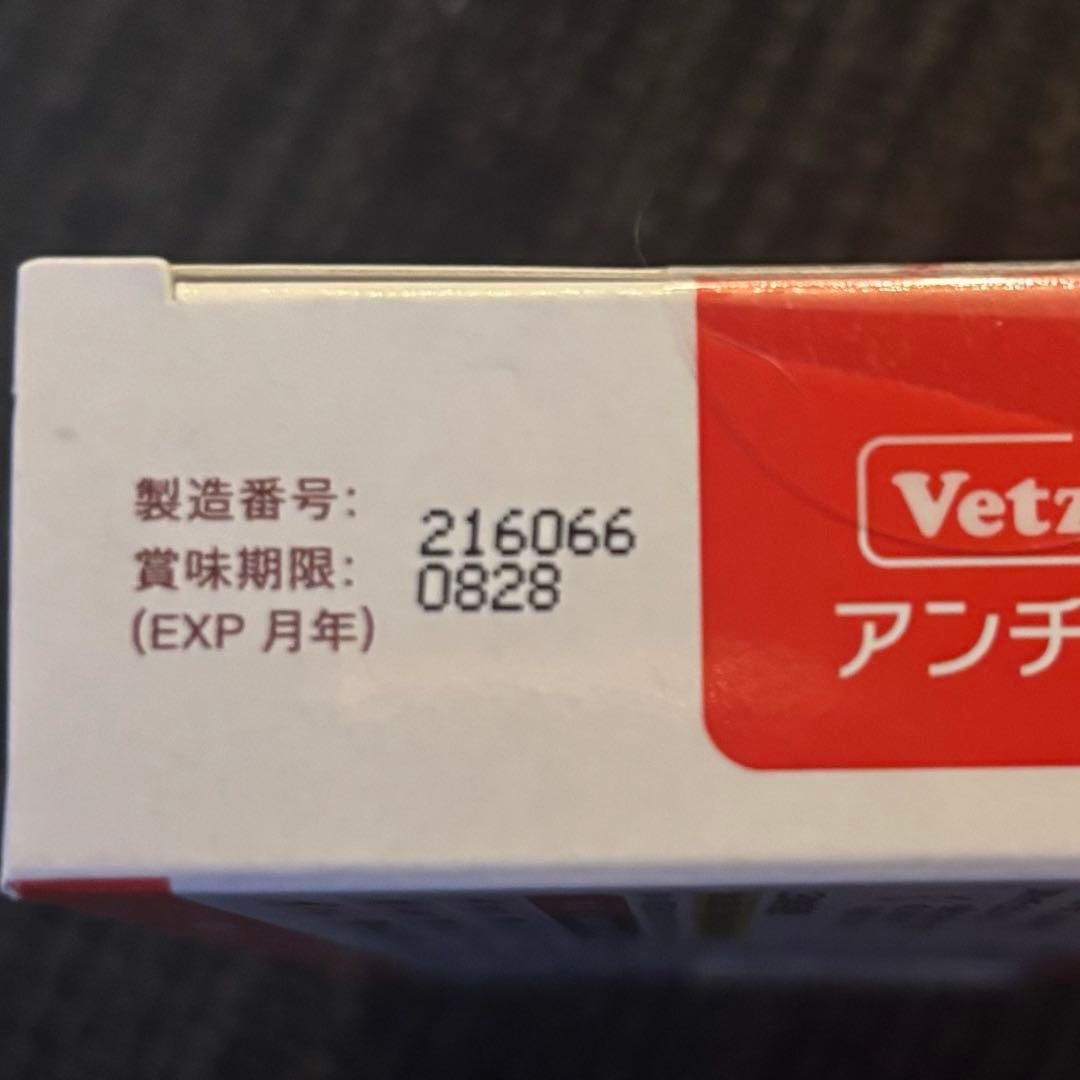 製造番号: 216066
賞味期限: 0828
(EXP 月年)
Vetz
アンチ